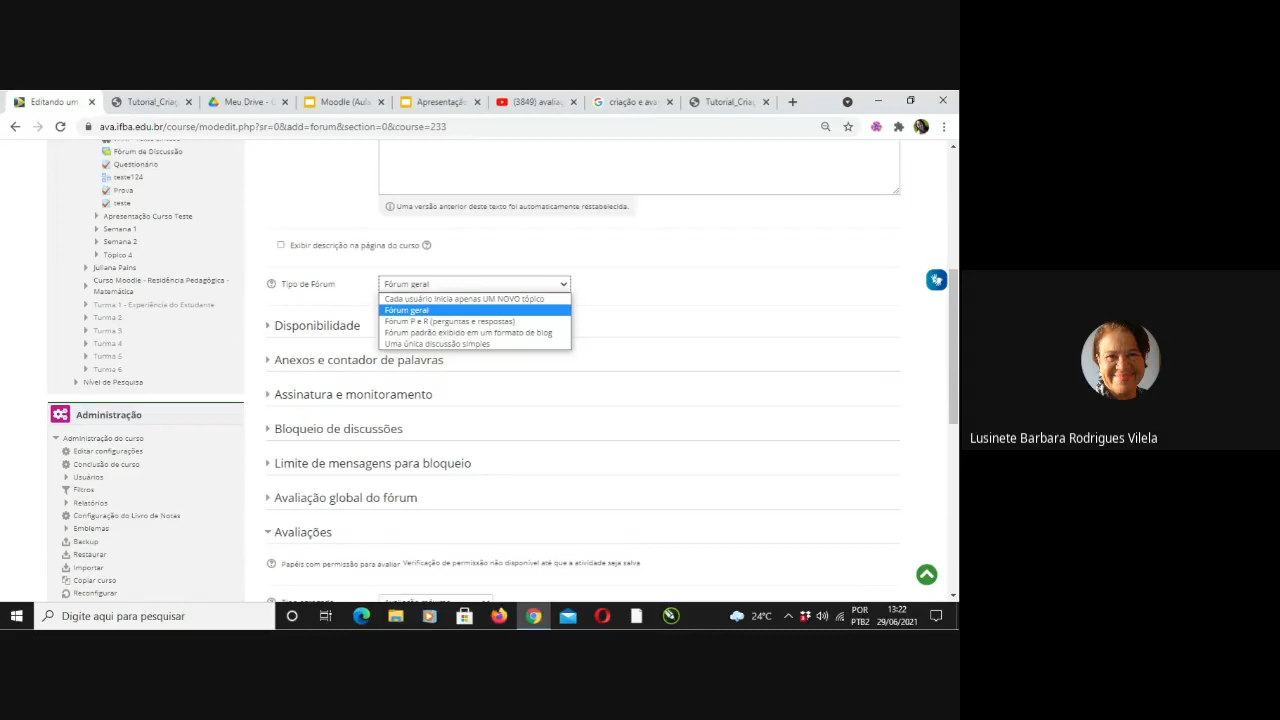 Editando um
Tutorial_Criaç
Meu Drive - G
Moodle (Aula
Apresentaçã
(3849) avalia
criação e ava
Tutorial_Criaç
ava.ifba.edu.br/course/modedit.php?sr=0&add=forum&section=0&course=233
Fórum de Discussão
Questionário
teste124
Prova
teste
Apresentação Curso Teste
Semana 1
Semana 2
Tópico 4
Juliana Pains
Curso Moodle - Residência Pedagógica -
Matemática
Turma 1 - Experiência do Estudante
Turma 2
Turma 3
Turma 4
Turma 5
Turma 6
Nível de Pesquisa
Administração
Administração do curso
Editar configurações
Conclusão de curso
Usuários
Filtros
Relatórios
Configuração do Livro de Notas
Emblemas
Backup
Restaurar
Importar
Copiar curso
Reconfigurar
Uma versão anterior deste texto foi automaticamente restabelecida.
Exibir descrição na página do curso
Tipo de Fórum
Fórum geral
Cada usuário inicia apenas UM NOVO tópico
Fórum geral
Fórum P e R (perguntas e respostas)
Fórum padrão exibido em um formato de blog
Uma única discussão simples
Disponibilidade
Anexos e contador de palavras
Assinatura e monitoramento
Bloqueio de discussões
Limite de mensagens para bloqueio
Avaliação global do fórum
Avaliações
Papéis com permissão para avaliar Verificação de permissão não disponível até que a atividade seja salva
Lusinete Barbara Rodrigues Vilela
Digite aqui para pesquisar
24°C
POR
PTB2
13:22
29/06/2021